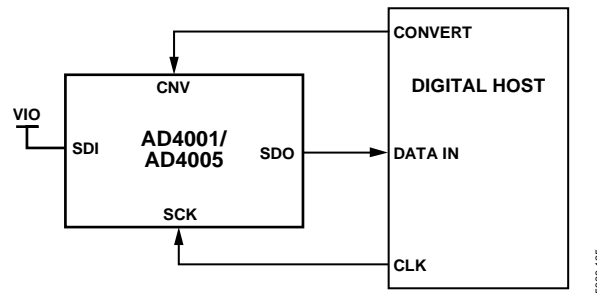 CONVERT
CNV
DIGITAL HOST
VIO
SDI
AD4001/
AD4005
SDO
DATA IN
SCK
CLK